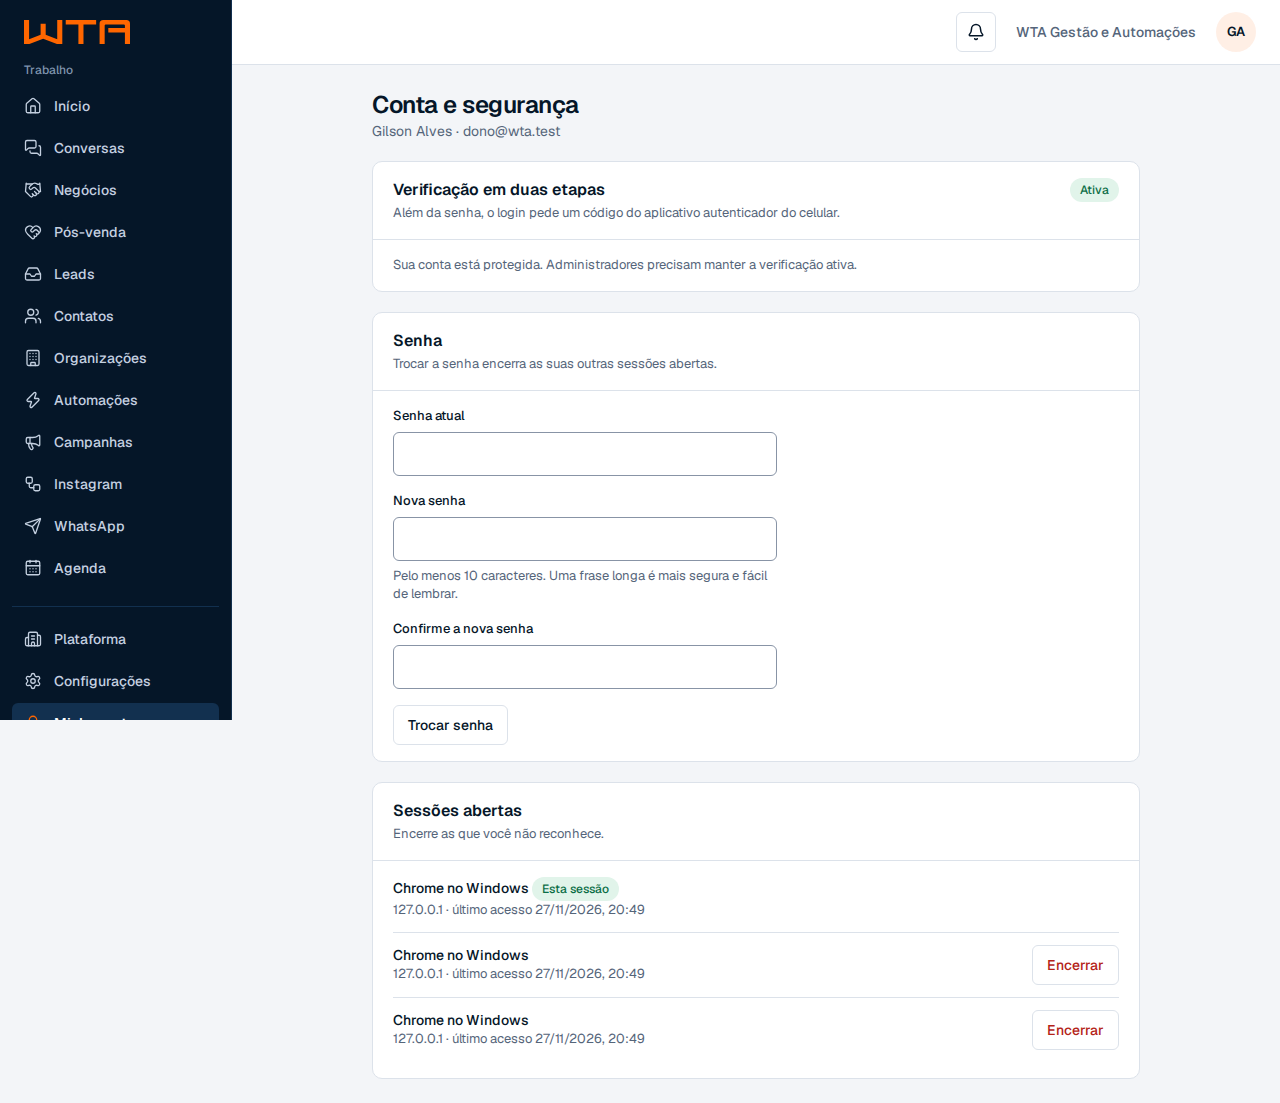 WTA
Trabalho
Início
Conversas
Negócios
Pós-venda
Leads
Contatos
Organizações
Automações
Campanhas
Instagram
WhatsApp
Agenda
Plataforma
Configurações
WTA Gestão e Automações
GA
Conta e segurança
Gilson Alves · dono@wta.test
Verificação em duas etapas
Ativa
Além da senha, o login pede um código do aplicativo autenticador do celular.
Sua conta está protegida. Administradores precisam manter a verificação ativa.
Senha
Trocar a senha encerra as suas outras sessões abertas.
Senha atual
Nova senha
Pelo menos 10 caracteres. Uma frase longa é mais segura e fácil
de lembrar.
Confirme a nova senha
Trocar senha
Sessões abertas
Encerre as que você não reconhece.
Chrome no Windows Esta sessão
127.0.0.1 · último acesso 27/11/2026, 20:49
Chrome no Windows
127.0.0.1 · último acesso 27/11/2026, 20:49
Encerrar
Chrome no Windows
127.0.0.1 · último acesso 27/11/2026, 20:49
Encerrar